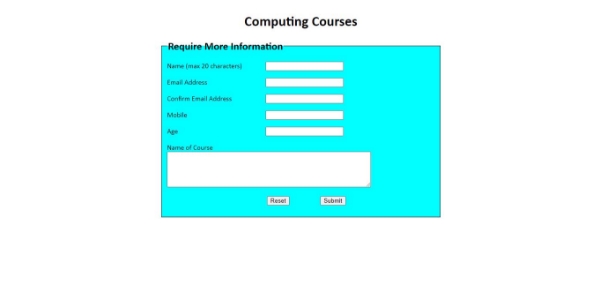 Computing Courses
Require More Information
Name (max 20 characters)
Email Address
Confirm Email Address
Mobile
Age
Name of Course
Reset Submit